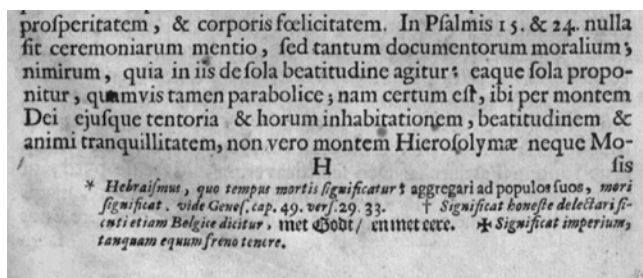 proſperitatem, & corporis fœlicitatem. In Pſalmis 15. & 24. nulla
fit ceremoniarum mentio, ſed tantum documentorum moralium;
nimirum, quia in iis de ſola beatitudine agitur: eaque ſola propo-
nitur, quamvis tamen parabolice; nam certum eſt, ibi per montem
Dei ejuſque tentoria & horum inhabitationem, beatitudinem &
animi tranquillitatem, non vero montem Hieroſolymæ neque Mo-
H ſis
* Hebraiſmus, quo tempus mortis ſignificatur: aggregari ad populos ſuos, mori
ſignificat. vide Geneſ. cap. 49. verſ. 29. 33. † Significat honeſte delectari ſi-
cuti etiam Belgice dicitur, met Godt / en met eere. ✠ Significat imperium,
tanquam equum freno tenere.